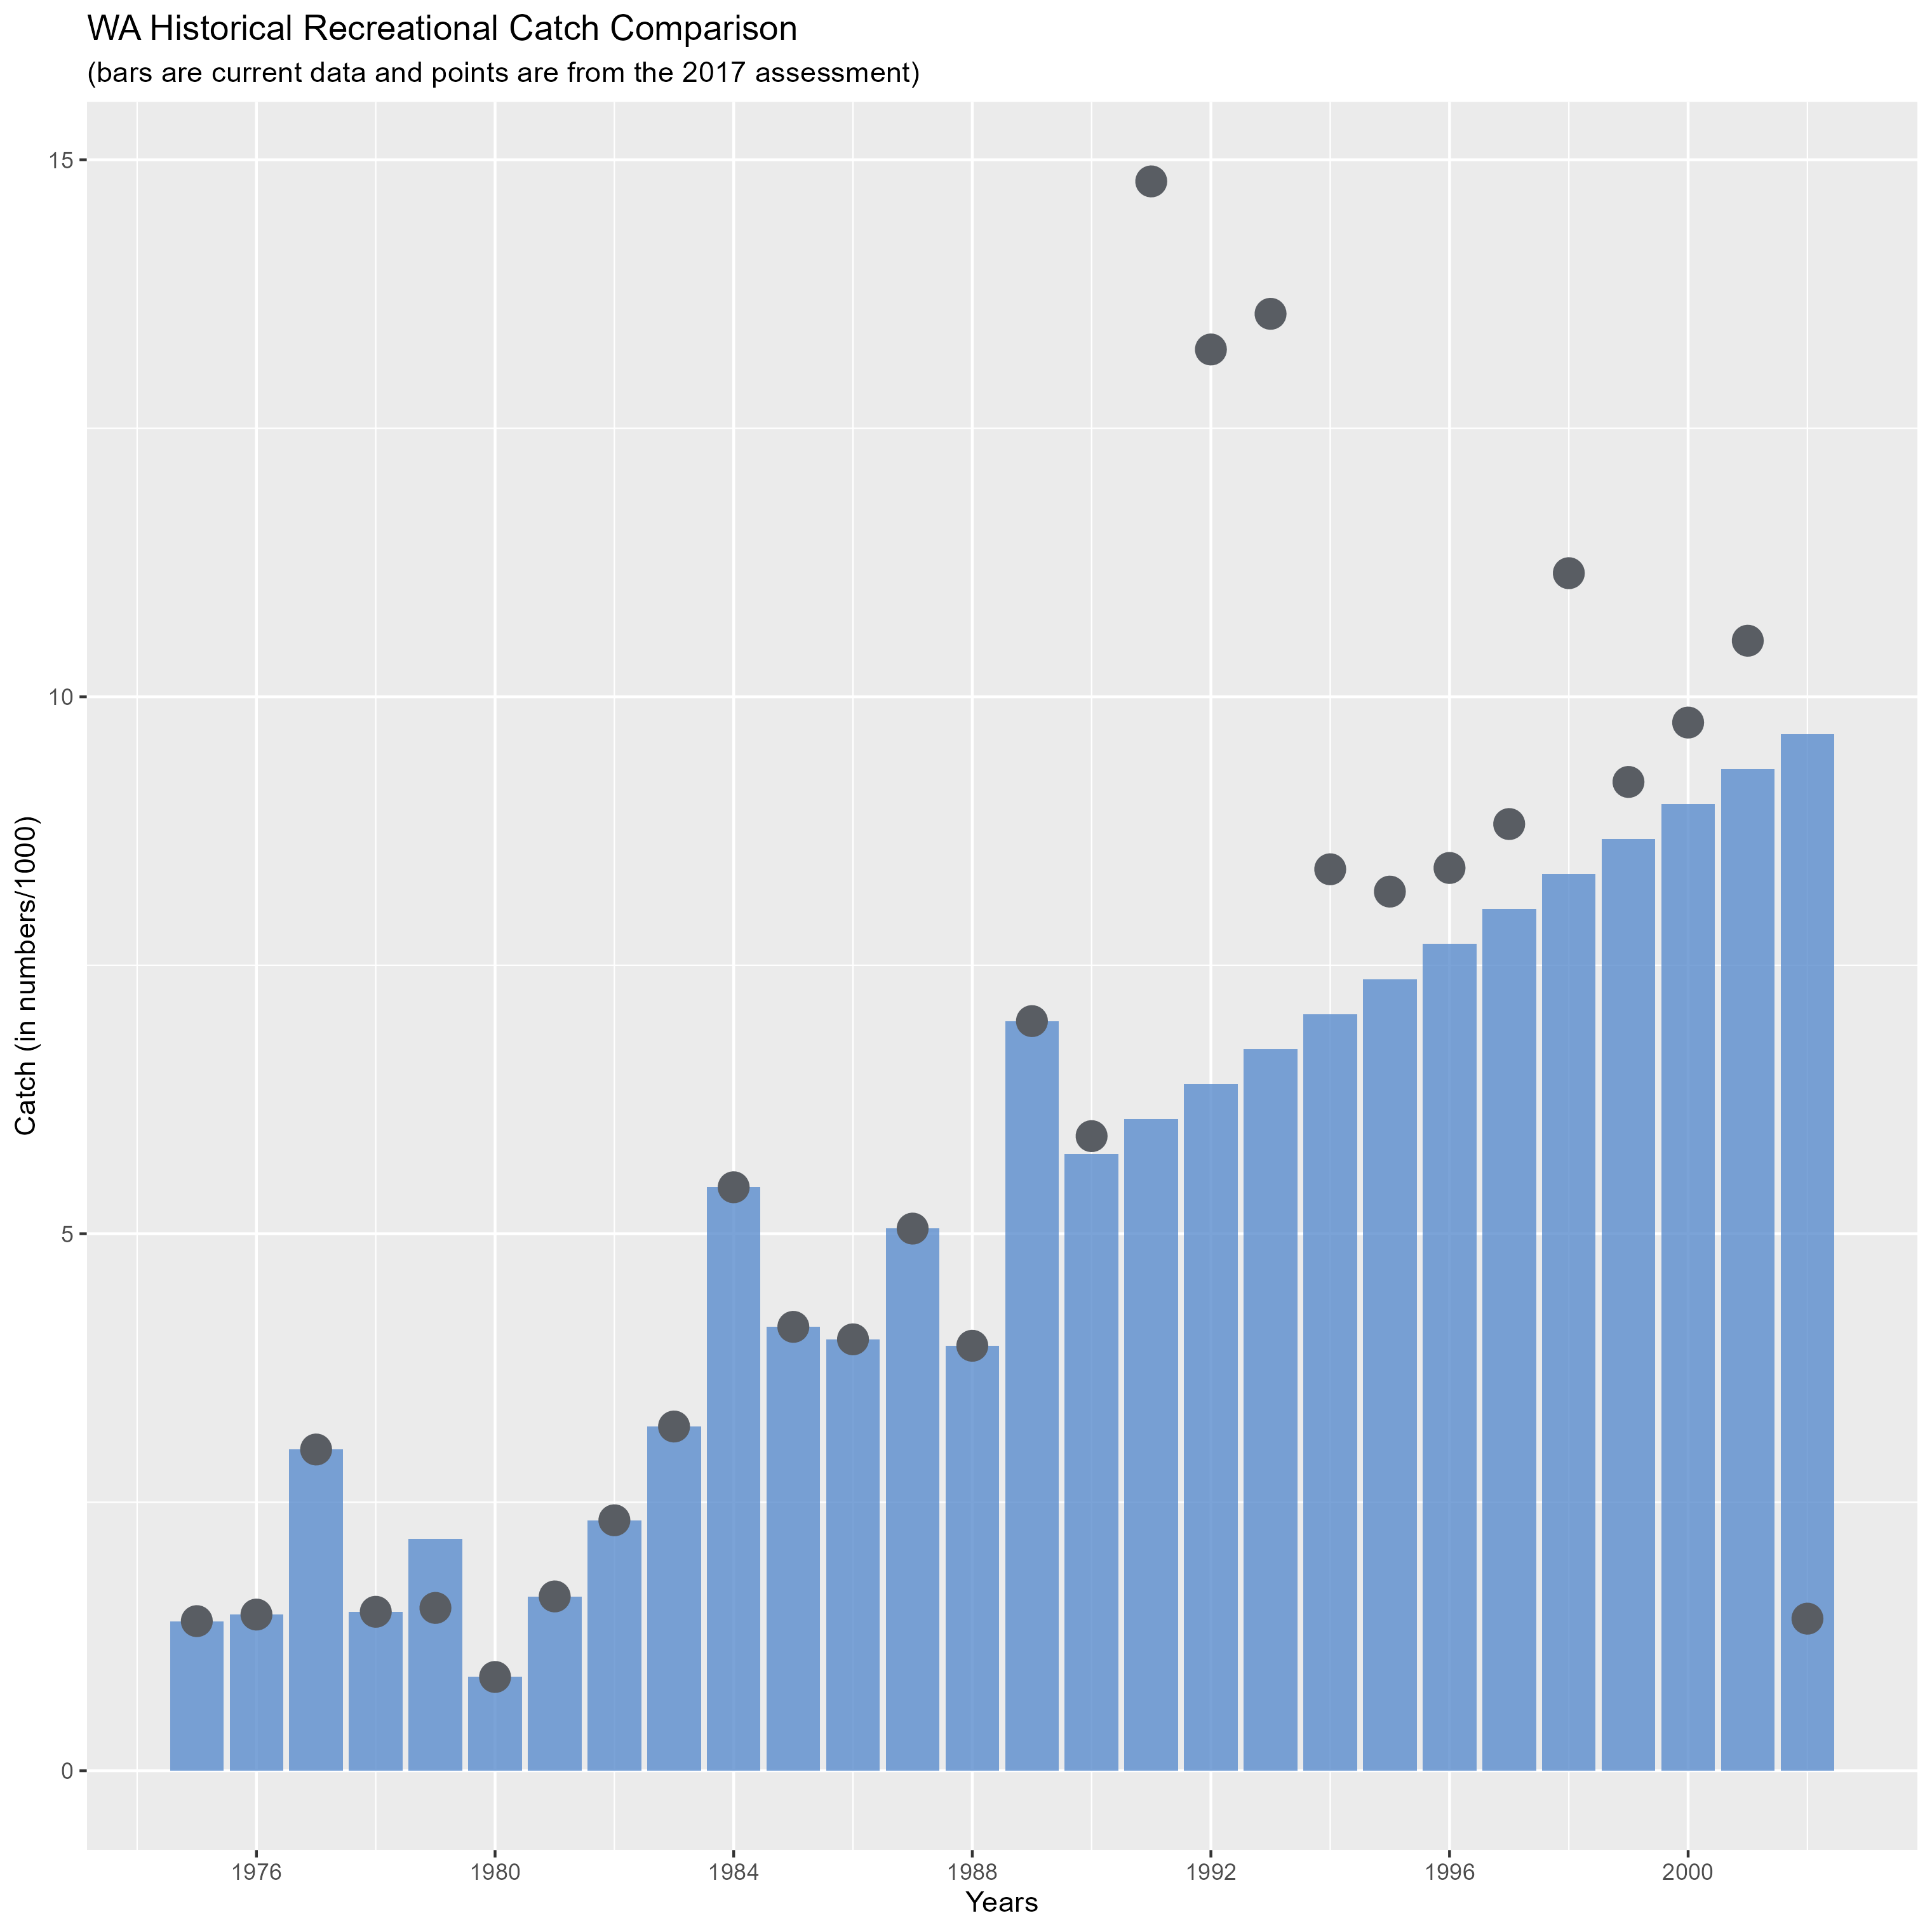 WA Historical Recreational Catch Comparison
(bars are current data and points are from the 2017 assessment)
Catch (in numbers/1000)
15
10
5
0
1976 1980 1984 1988 1992 1996 2000
Years